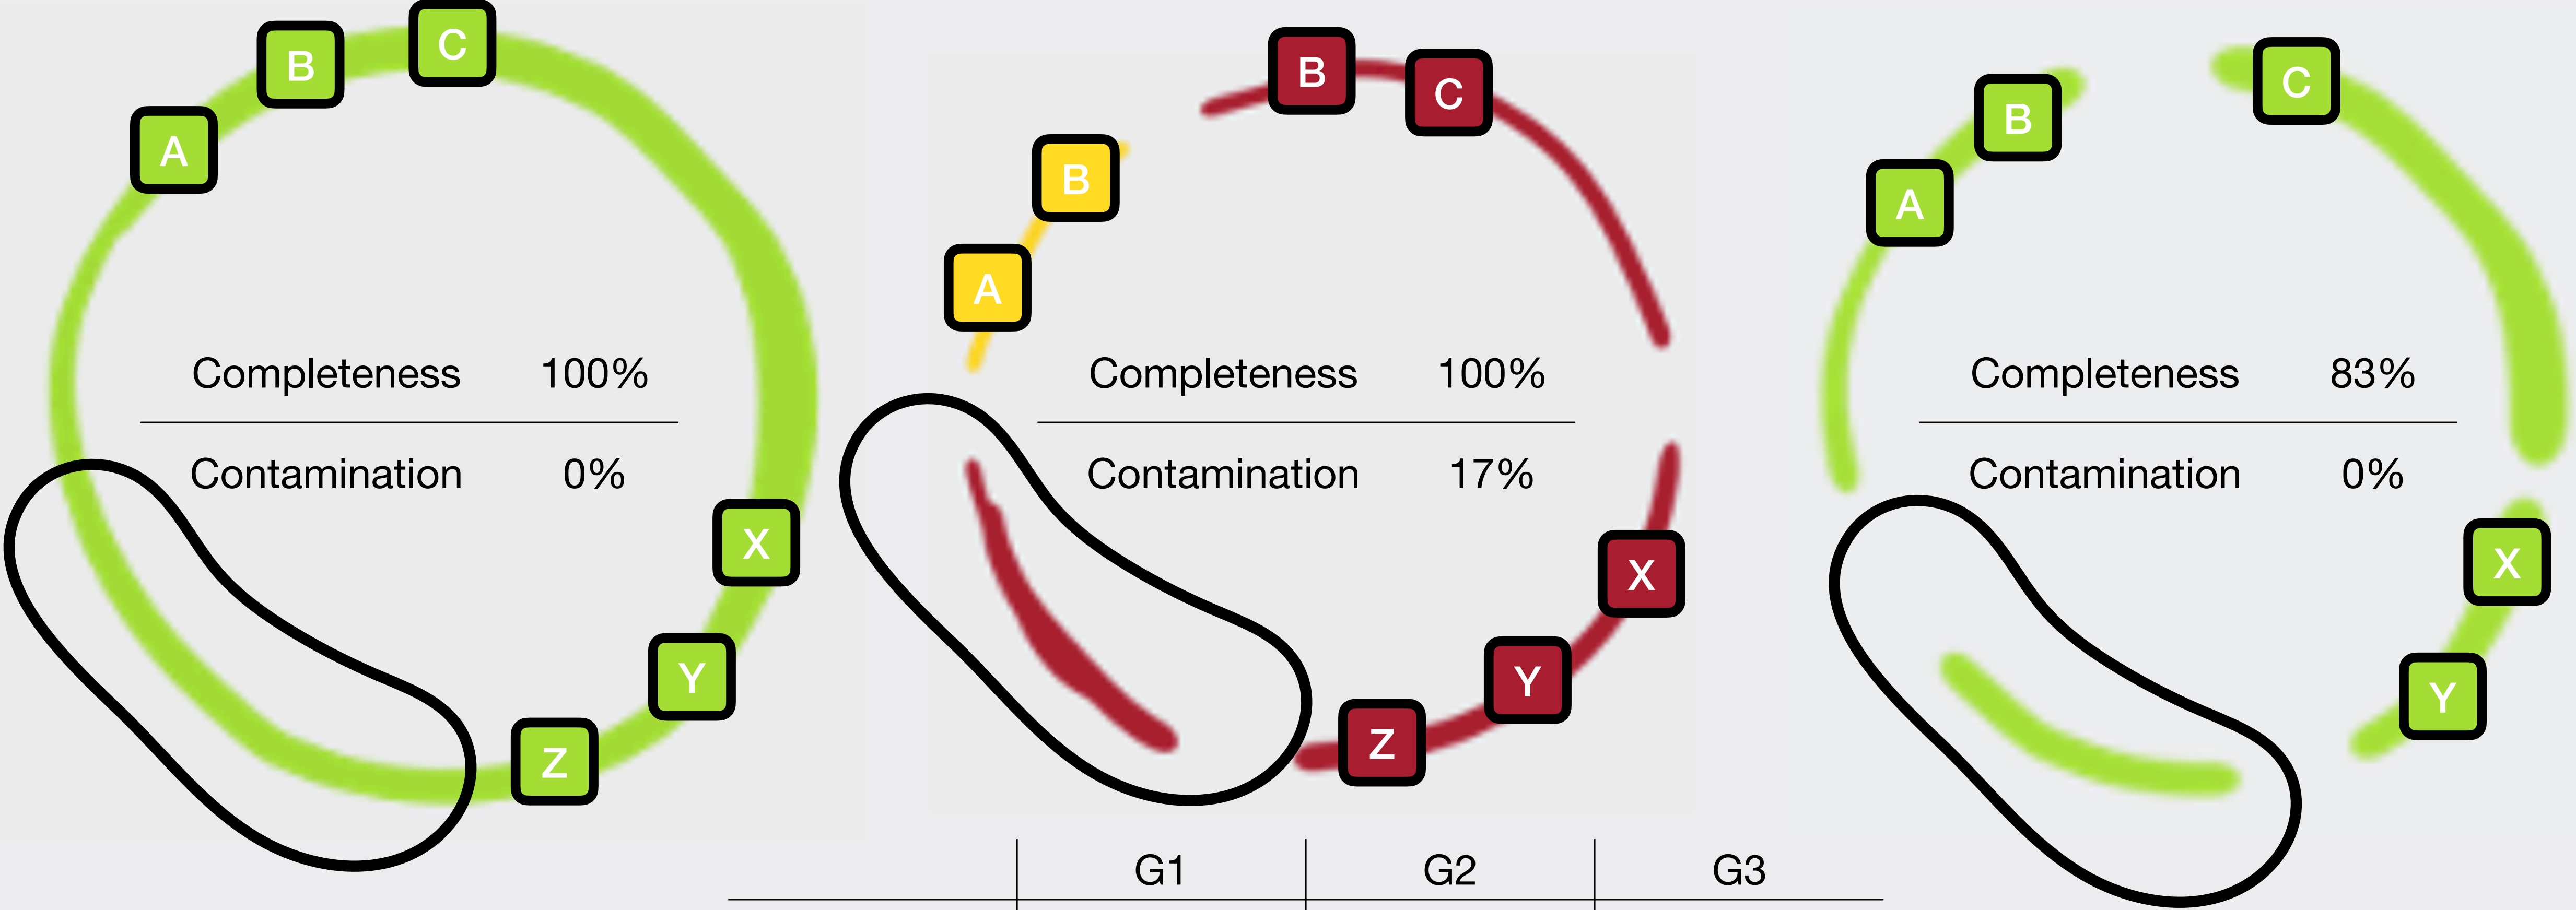 A
B
C
Completeness 100%
Contamination 0%
X
Y
Z
B
C
B
A
Completeness 100%
Contamination 17%
X
Y
Z
C
B
A
Completeness 83%
Contamination 0%
X
Y
G1 G2 G3